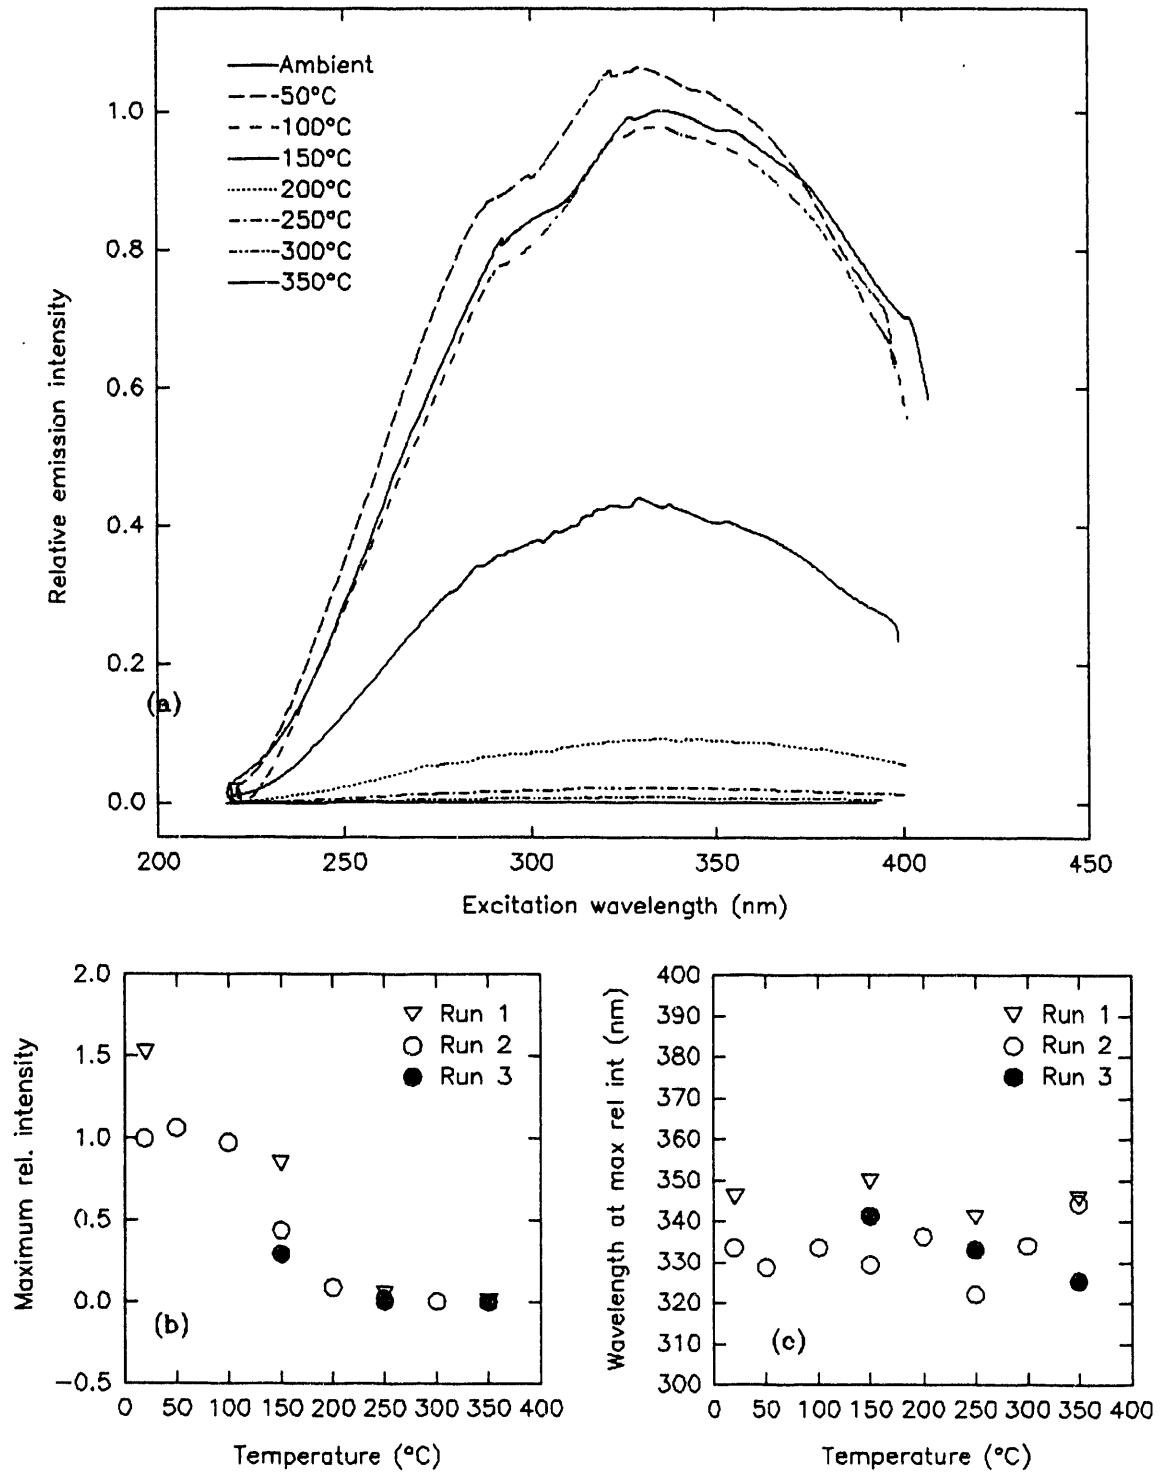 Ambient
50°C
100°C
150°C
200°C
250°C
300°C
350°C
1.0
0.8
0.6
0.4
0.2
0.0
Relative emission intensity
(a)
200 250 300 350 400 450
Excitation wavelength (nm)
2.0
1.5
1.0
0.5
0.0
-0.5
Maximum rel. intensity
Run 1
Run 2
Run 3
(b)
0 50 100 150 200 250 300 350 400
Temperature (°C)
400
390
380
370
360
350
340
330
320
310
300
Wavelength at max rel int (nm)
Run 1
Run 2
Run 3
(c)
0 50 100 150 200 250 300 350 400
Temperature (°C)